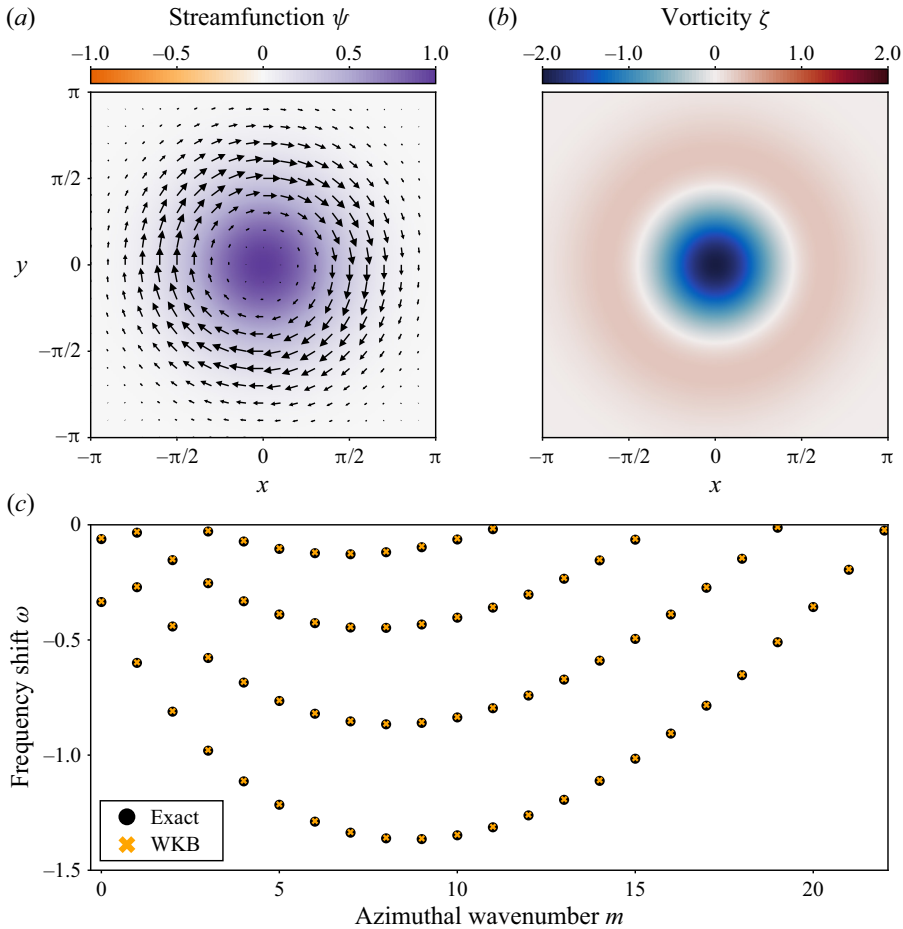 (a) Streamfunction ψ
−1.0 −0.5 0 0.5 1.0
π
π/2
y 0
−π/2
−π
−π −π/2 0 π/2 π
x
(b) Vorticity ζ
−2.0 −1.0 0 1.0 2.0
−π −π/2 0 π/2 π
x
(c)
Frequency shift ω
0
−0.5
−1.0
−1.5
Exact
WKB
0 5 10 15 20
Azimuthal wavenumber m